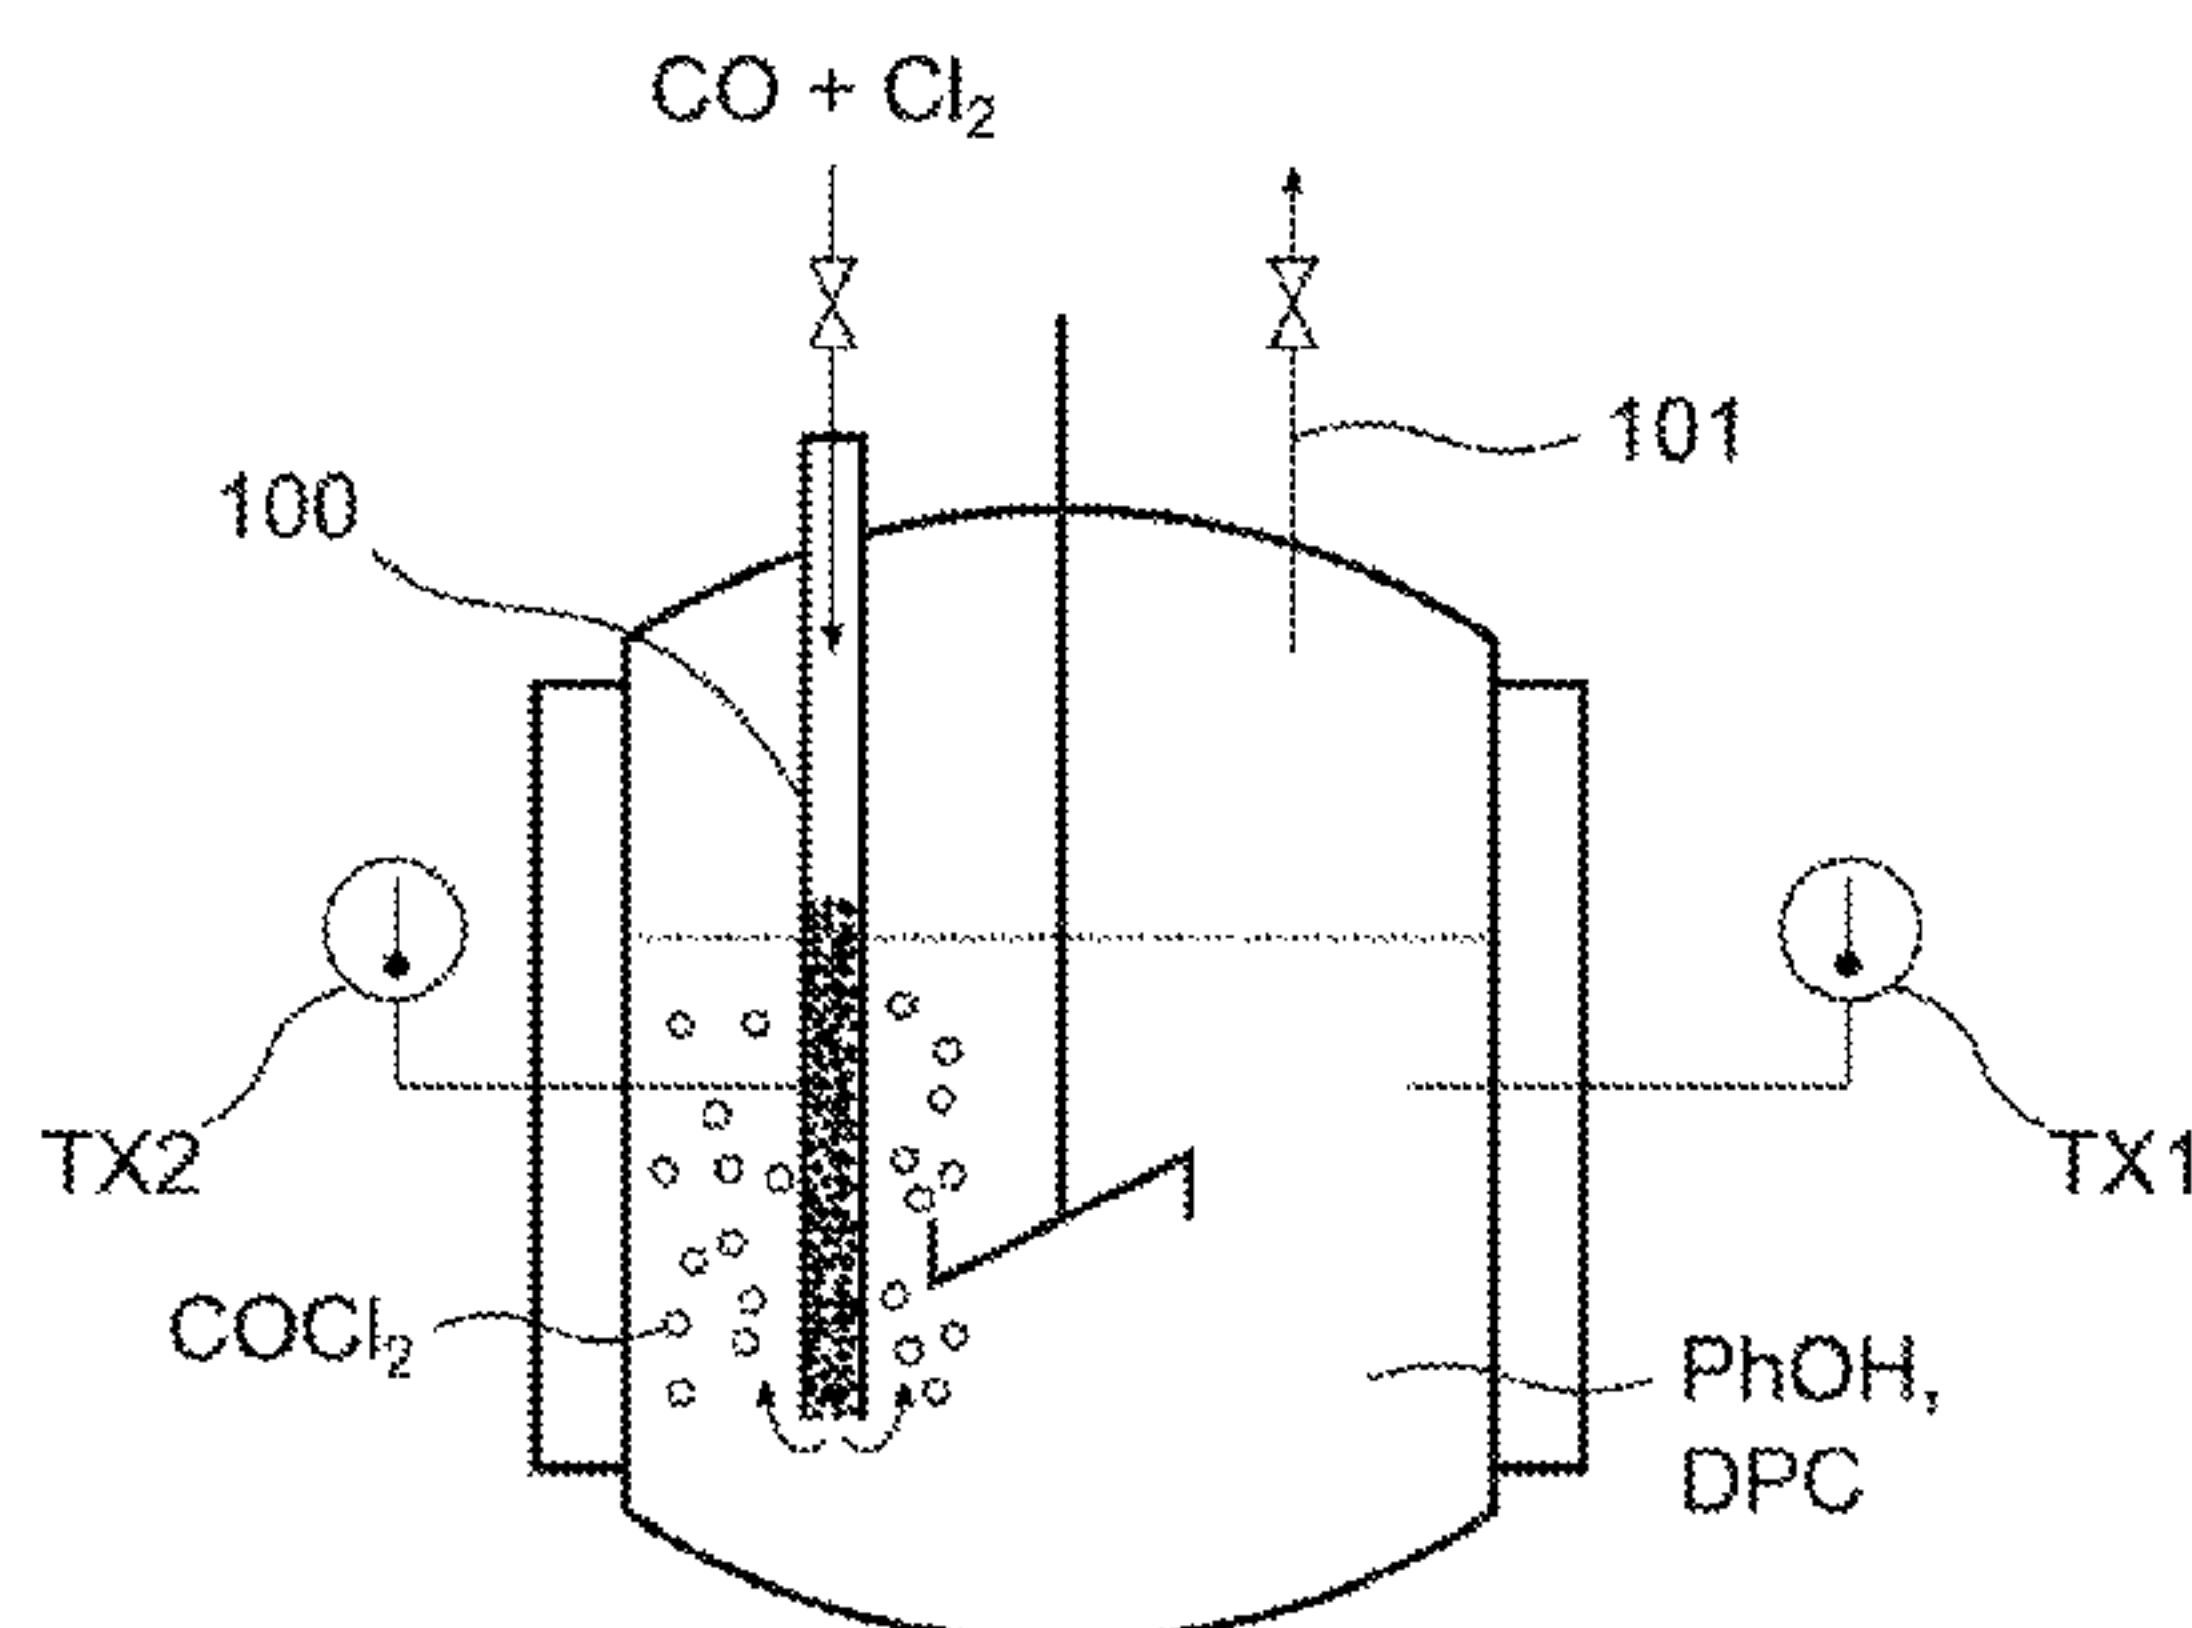 CO + Cl₂
101
100
TX2
TX1
COCl₂
PhOH,
DPC